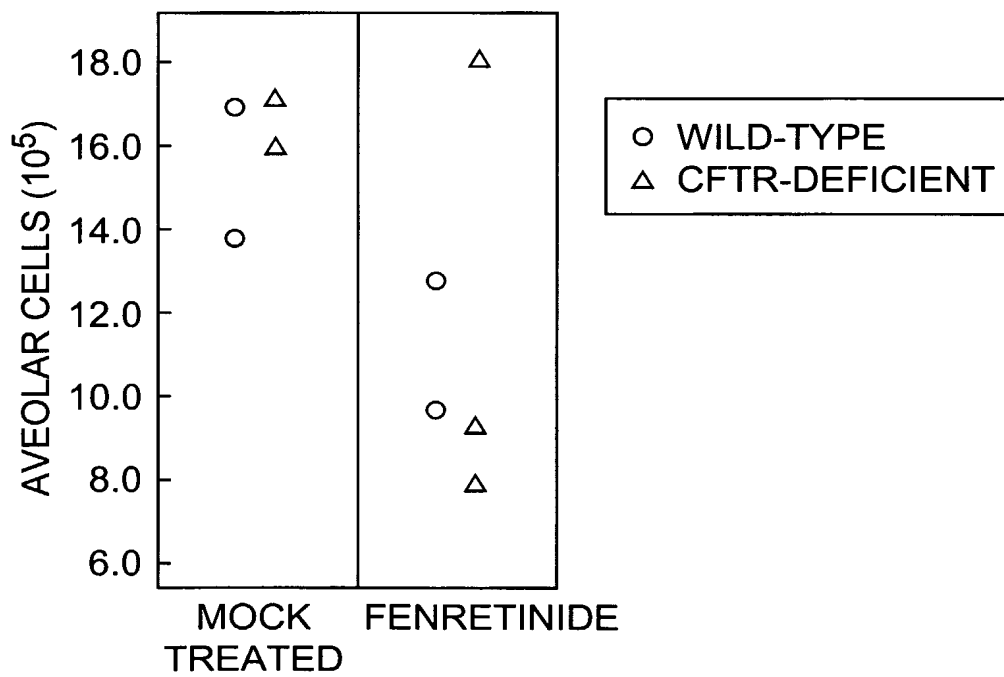 AVEOLAR CELLS (10⁵)
18.0
16.0
14.0
12.0
10.0
8.0
6.0
MOCK
TREATED
FENRETINIDE
WILD-TYPE
CFTR-DEFICIENT